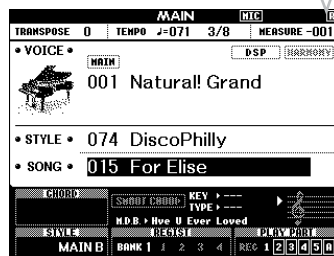 MAIN MIC
TRANSPOSE 0 TEMPO ♩=071 3/8 MEASURE -001
• VOICE • DSP HARMONY
MAIN
001 Natural! Grand
• STYLE • 074 DiscoPhilly
• SONG • 015 For Elise
CHORD
SMART CHORD KEY ▸ ---
TYPE ▸ ---
M.D.B. ▸ Hve U Ever Loved
STYLE REGIST PLAY PART
MAIN B BANK 1 1 2 3 4 REC 1 2 3 4 5 A